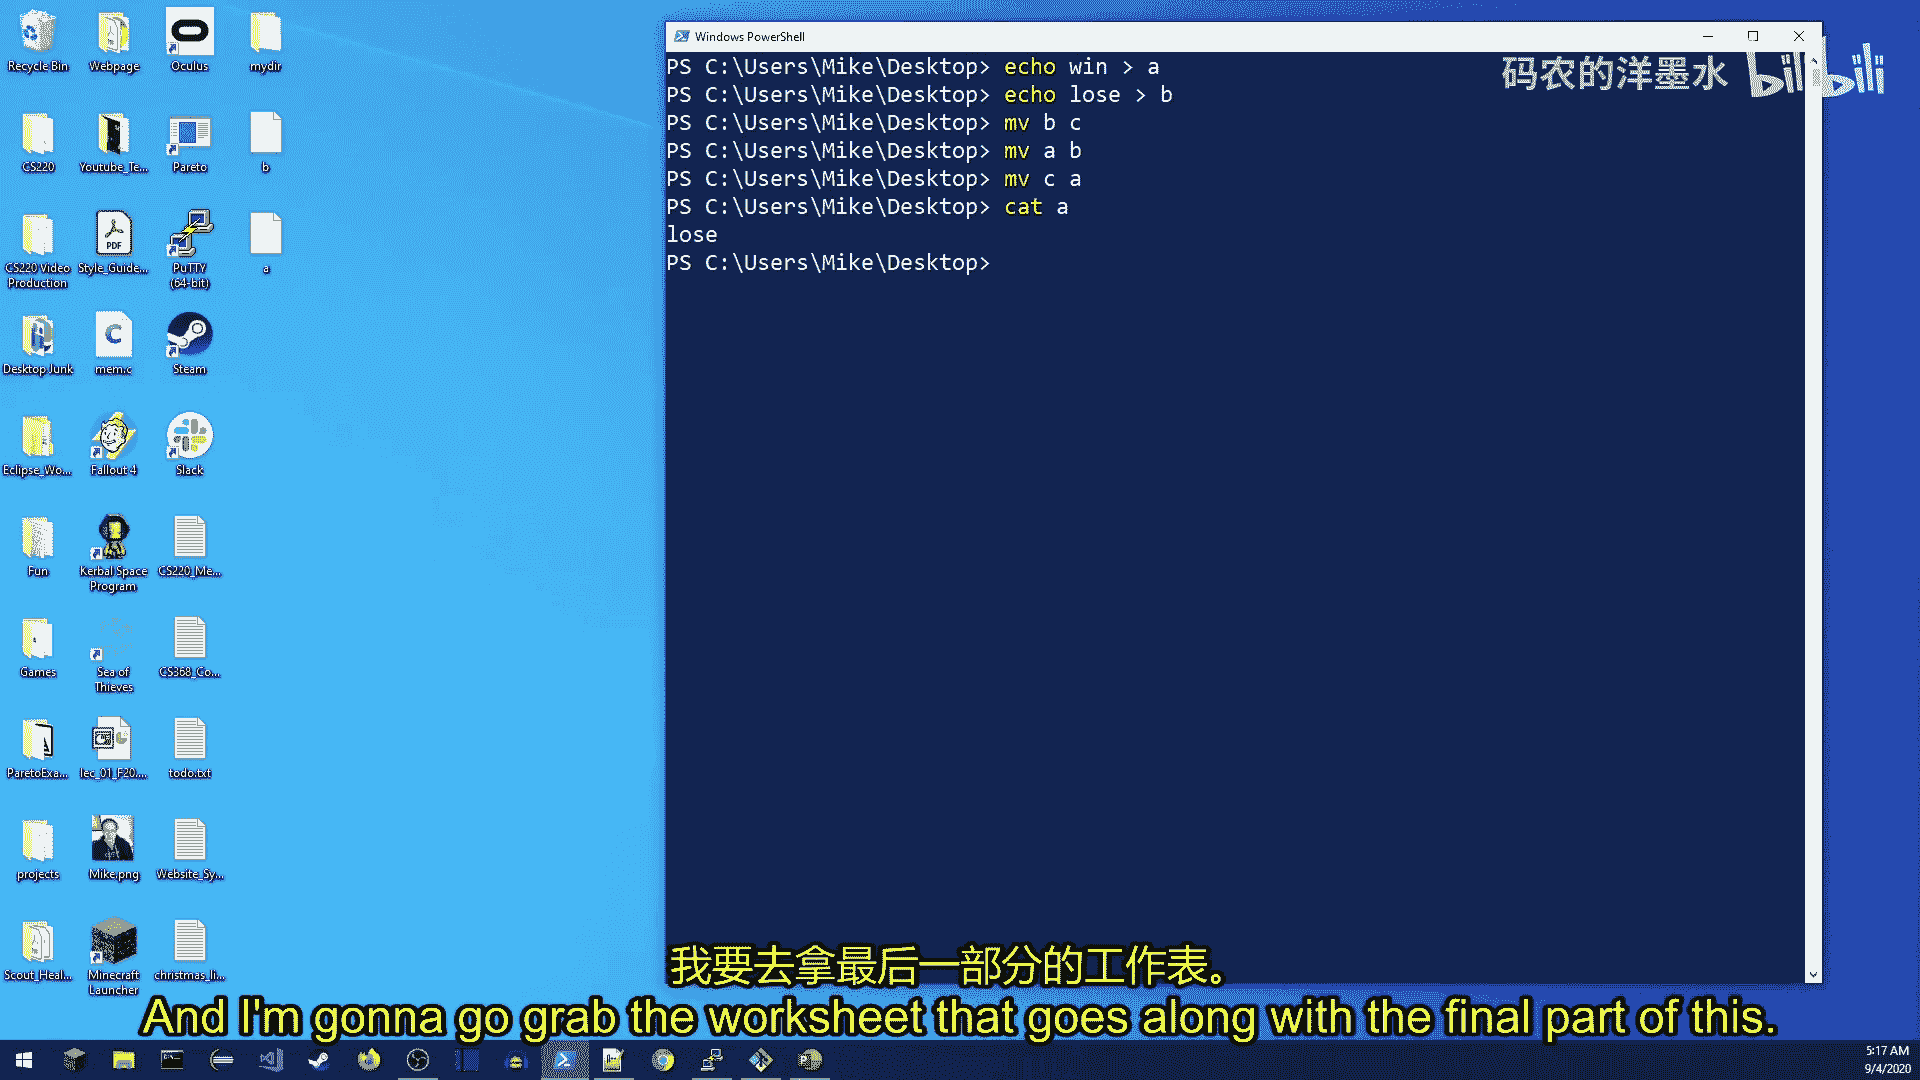 Windows PowerShell
PS C:\Users\Mike\Desktop> echo win > a
PS C:\Users\Mike\Desktop> echo lose > b
PS C:\Users\Mike\Desktop> mv b c
PS C:\Users\Mike\Desktop> mv a b
PS C:\Users\Mike\Desktop> mv c a
PS C:\Users\Mike\Desktop> cat a
lose
PS C:\Users\Mike\Desktop>
码农的洋墨水 bilibili
Recycle Bin
Webpage
Oculus
mydir
CS220
Youtube_Te...
Pareto
b
CS220 Video
Production
PDF
Style_Guide...
PuTTY
(64-bit)
a
Desktop Junk
C
mem.c
Steam
Eclipse_Wo...
Fallout 4
Slack
Fun
Kerbal Space
Program
CS220_Me...
Games
Sea of
Thieves
CS368_Co...
ParetoExa...
lec_01_F20....
todo.txt
projects
Mike.png
Website_Sy...
Scout_Heal...
Minecraft
Launcher
christmas_li...
我要去拿最后一部分的工作表。
And I'm gonna go grab the worksheet that goes along with the final part of this.
5:17 AM
9/4/2020